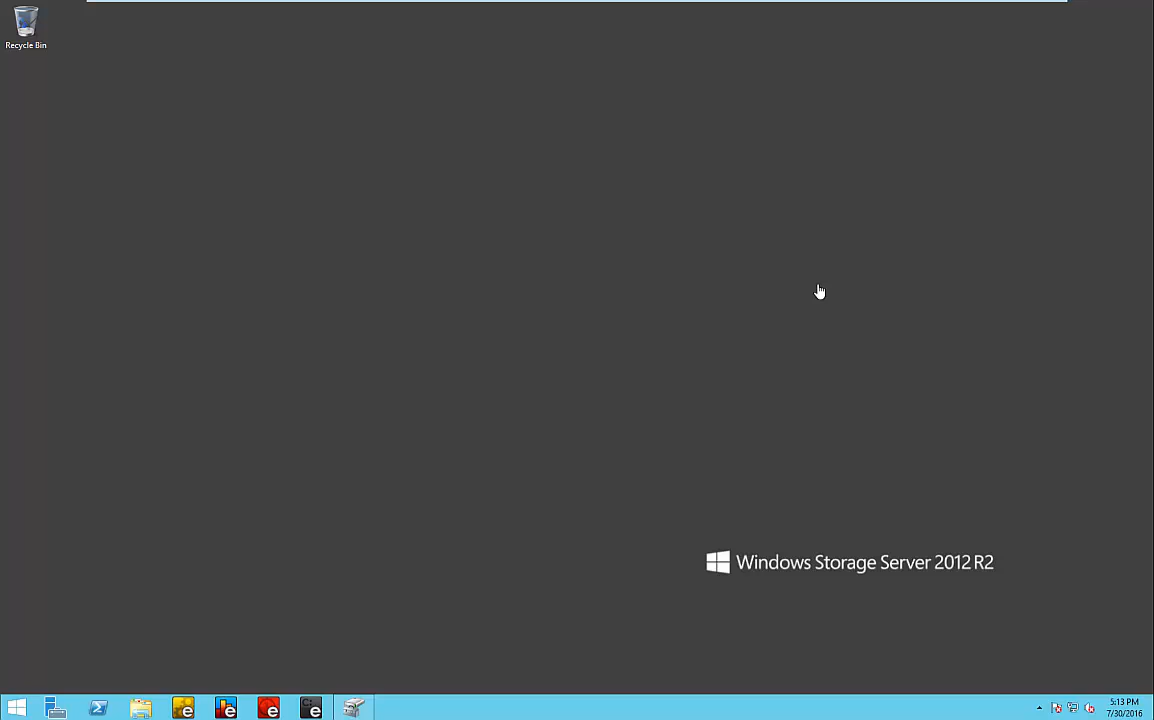 Recycle Bin
Windows Storage Server 2012 R2
e
e
e
e
5:13 PM
7/30/2016